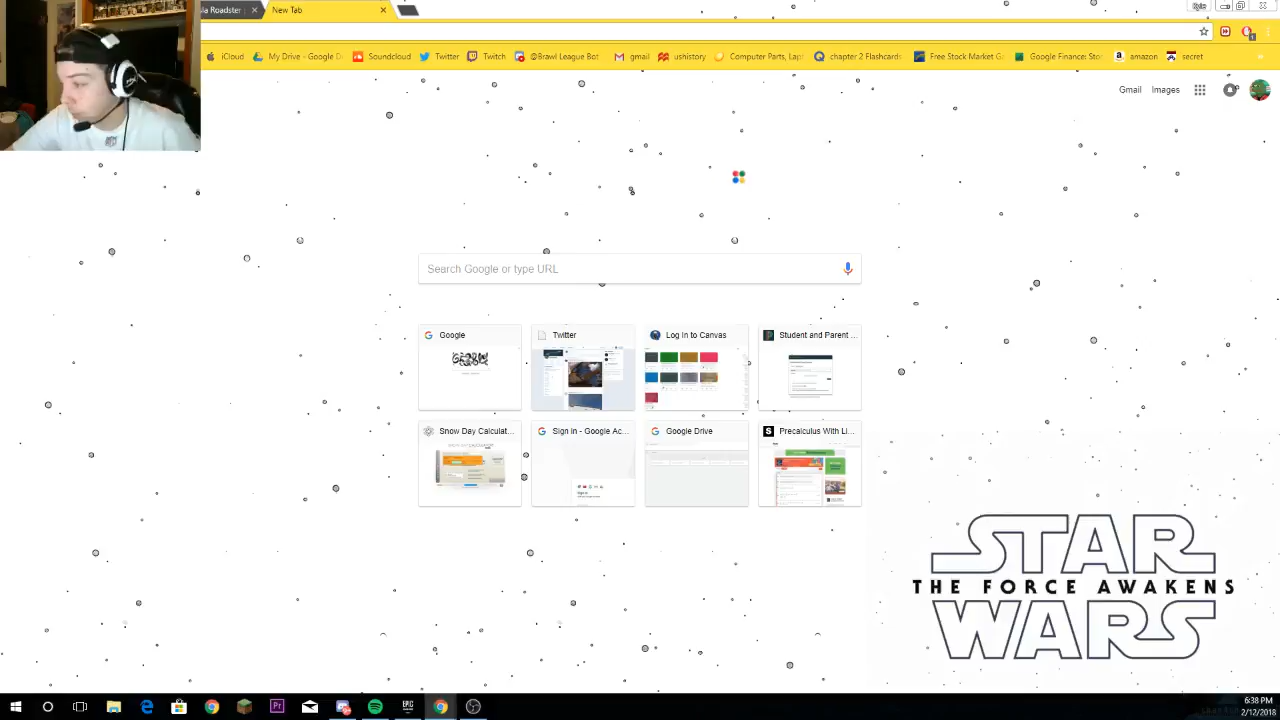 la Roadster
New Tab
Kyle
iCloud
My Drive - Google D
Soundcloud
Twitter
Twitch
@Brawl League Bot
gmail
ushistory
Computer Parts, Lap
chapter 2 Flashcards
Free Stock Market G
Google Finance: Sto
amazon
secret
Gmail
Images
Search Google or type URL
Google
Twitter
Log In to Canvas
Student and Parent ...
Snow Day Calculat...
Sign in - Google Ac...
Google Drive
Precalculus With Li...
STAR
THE FORCE AWAKENS
WARS
6:38 PM
2/12/2018